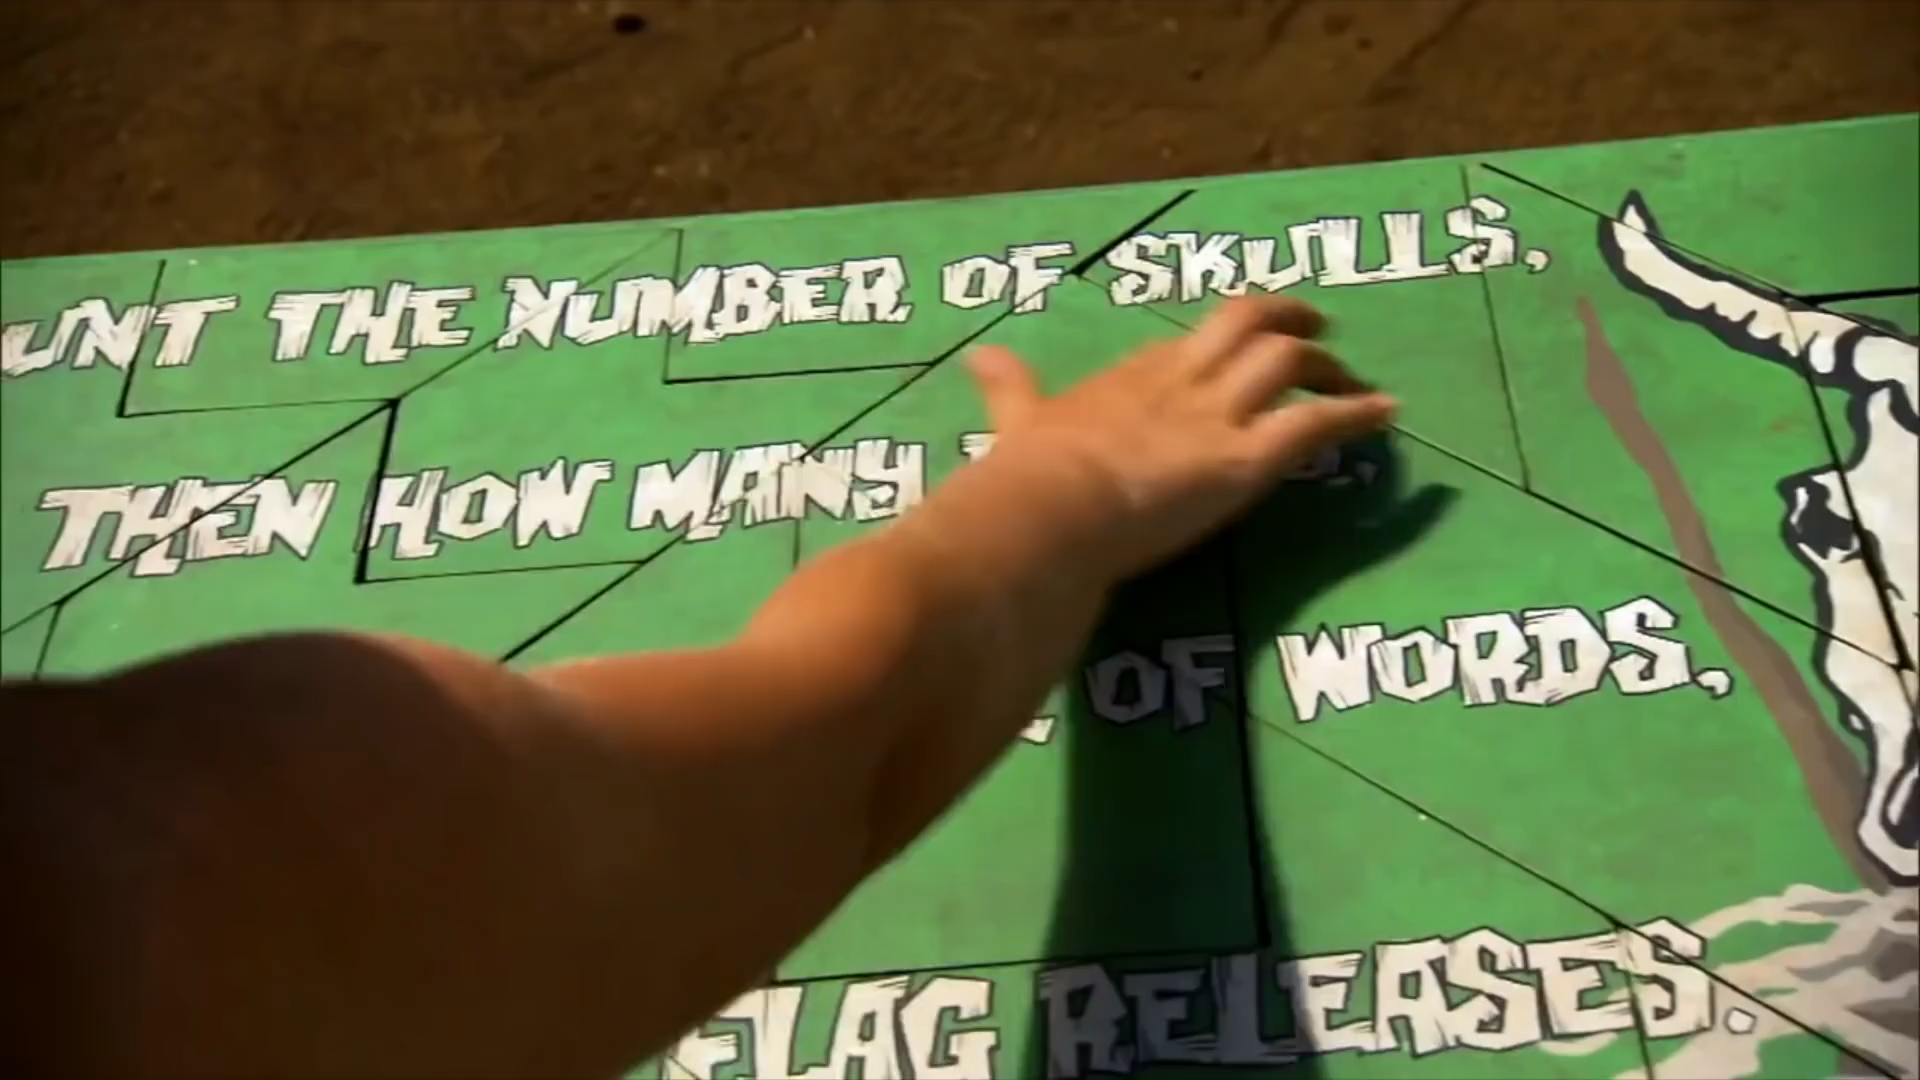 UNT THE NUMBER OF SKULLS,
THEN HOW MANY
OF WORDS,
FLAG RELEASES.